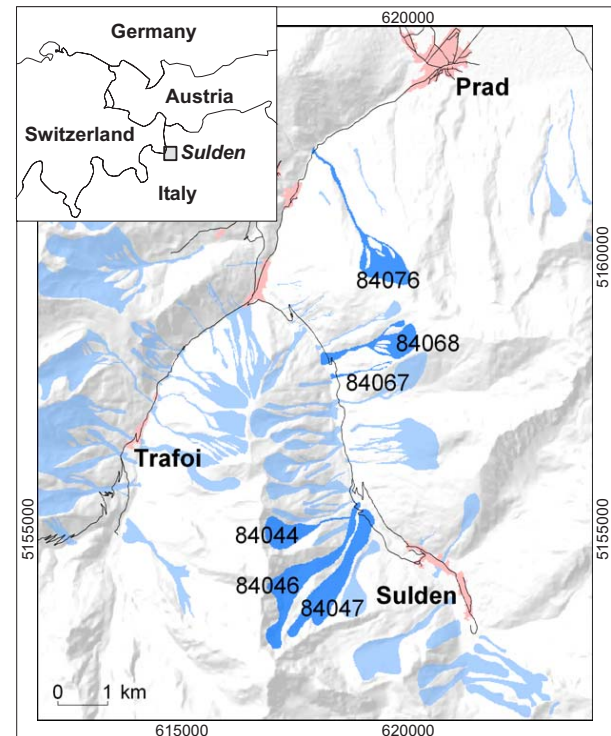 620000
Germany
Austria
Switzerland
Sulden
Italy
Prad
5160000
84076
84068
84067
Trafoi
5155000
5155000
84044
84046
84047
Sulden
0 1 km
615000
620000